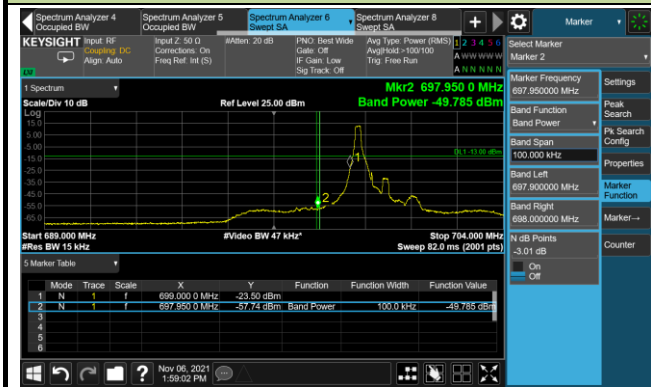 Spectrum Analyzer 4
Occupied BW
Spectrum Analyzer 5
Occupied BW
Spectrum Analyzer 6
Swept SA
Spectrum Analyzer 8
Swept SA
+
Marker
KEYSIGHT
Input: RF
Coupling: DC
Align: Auto
Input Z: 50 Ω
Corrections: On
Freq Ref: Int (S)
#Atten: 20 dB
PNO: Best Wide
Gate: Off
IF Gain: Low
Sig Track: Off
Avg Type: Power (RMS)
Avg|Hold:>100/100
Trig: Free Run
1 2 3 4 5 6
A W W W W W
A N N N N N
Select Marker
Marker 2
1 Spectrum
Scale/Div 10 dB
Log
Ref Level 25.00 dBm
Mkr2 697.950 0 MHz
Band Power -49.785 dBm
15.0
5.00
-5.00
-15.0
-25.0
-35.0
-45.0
-55.0
-65.0
DL1 -13.00 dBm
1
2
Start 689.000 MHz
#Res BW 15 kHz
#Video BW 47 kHz*
Stop 704.000 MHz
Sweep 82.0 ms (2001 pts)
5 Marker Table
Mode Trace Scale X Y Function Function Width Function Value
1 N 1 f 699.000 0 MHz -23.50 dBm
2 N 1 f 697.950 0 MHz -57.74 dBm Band Power 100.0 kHz -49.785 dBm
3
4
5
6
Marker Frequency
697.950000 MHz
Band Function
Band Power
Band Span
100.000 kHz
Band Left
697.900000 MHz
Band Right
698.000000 MHz
N dB Points
-3.01 dB
On
Off
Settings
Peak
Search
Pk Search
Config
Properties
Marker
Function
Marker→
Counter
?
Nov 06, 2021
1:59:02 PM